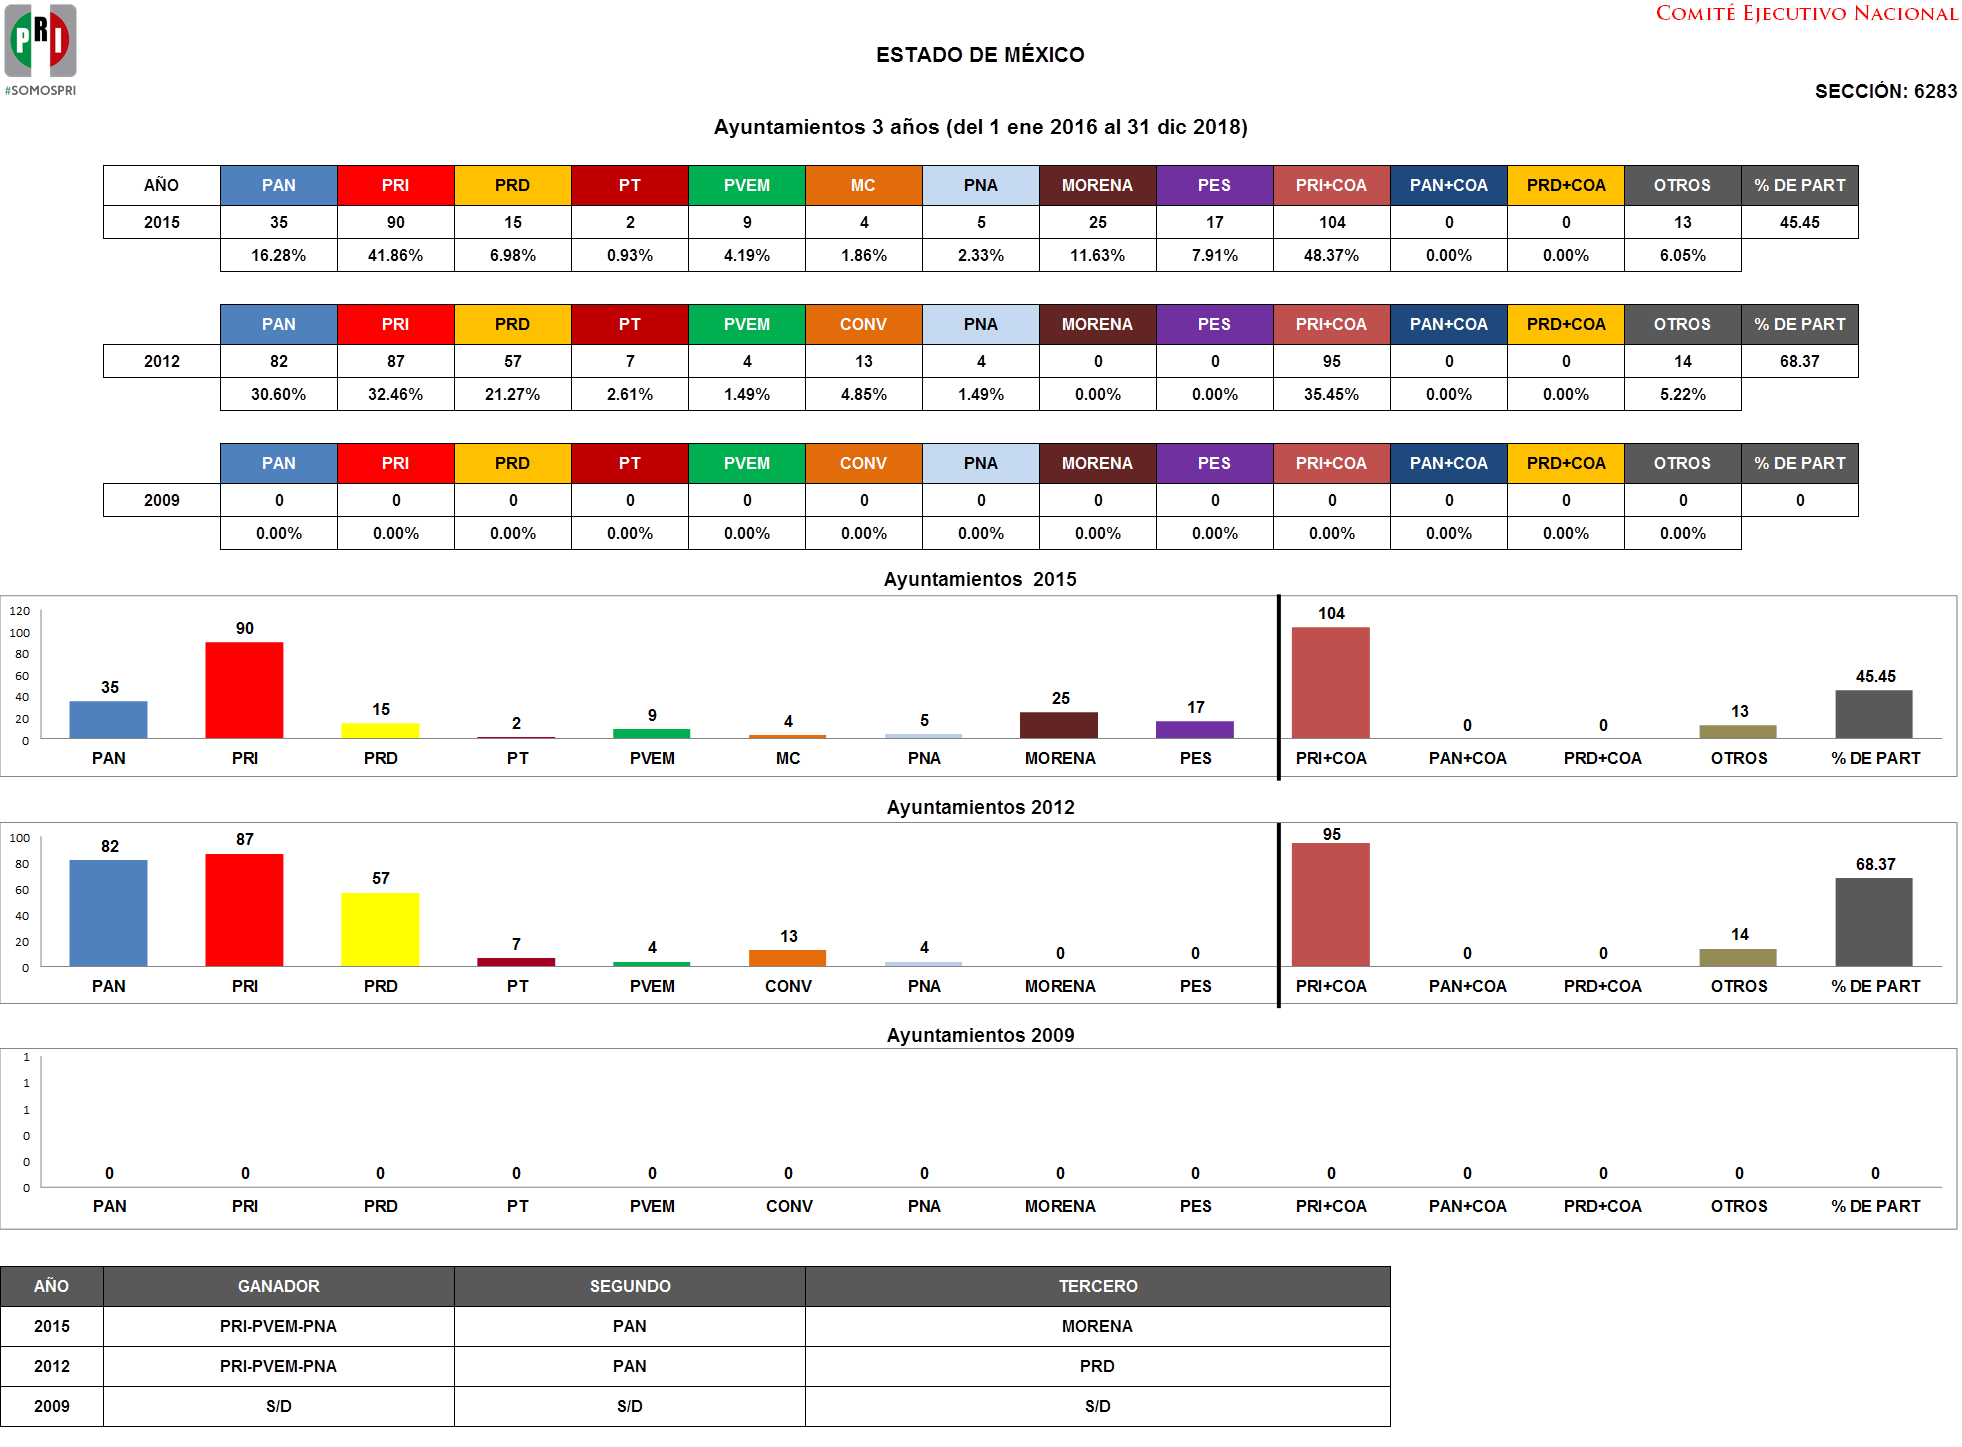 PRI
#SOMOSPRI
COMITÉ EJECUTIVO NACIONAL
ESTADO DE MÉXICO
SECCIÓN: 6283
Ayuntamientos 3 años (del 1 ene 2016 al 31 dic 2018)
AÑO PAN PRI PRD PT PVEM MC PNA MORENA PES PRI+COA PAN+COA PRD+COA OTROS % DE PART
2015 35 90 15 2 9 4 5 25 17 104 0 0 13 45.45
16.28% 41.86% 6.98% 0.93% 4.19% 1.86% 2.33% 11.63% 7.91% 48.37% 0.00% 0.00% 6.05%
PAN PRI PRD PT PVEM CONV PNA MORENA PES PRI+COA PAN+COA PRD+COA OTROS % DE PART
2012 82 87 57 7 4 13 4 0 0 95 0 0 14 68.37
30.60% 32.46% 21.27% 2.61% 1.49% 4.85% 1.49% 0.00% 0.00% 35.45% 0.00% 0.00% 5.22%
PAN PRI PRD PT PVEM CONV PNA MORENA PES PRI+COA PAN+COA PRD+COA OTROS % DE PART
2009 0 0 0 0 0 0 0 0 0 0 0 0 0 0
0.00% 0.00% 0.00% 0.00% 0.00% 0.00% 0.00% 0.00% 0.00% 0.00% 0.00% 0.00% 0.00%
Ayuntamientos 2015
120
100
80
60
40
20
0
35 90 15 2 9 4 5 25 17 104 0 0 13 45.45
PAN PRI PRD PT PVEM MC PNA MORENA PES PRI+COA PAN+COA PRD+COA OTROS % DE PART
Ayuntamientos 2012
100
80
60
40
20
0
82 87 57 7 4 13 4 0 0 95 0 0 14 68.37
PAN PRI PRD PT PVEM CONV PNA MORENA PES PRI+COA PAN+COA PRD+COA OTROS % DE PART
Ayuntamientos 2009
1
1
1
0
0
0
0 0 0 0 0 0 0 0 0 0 0 0 0 0
PAN PRI PRD PT PVEM CONV PNA MORENA PES PRI+COA PAN+COA PRD+COA OTROS % DE PART
AÑO GANADOR SEGUNDO TERCERO
2015 PRI-PVEM-PNA PAN MORENA
2012 PRI-PVEM-PNA PAN PRD
2009 S/D S/D S/D